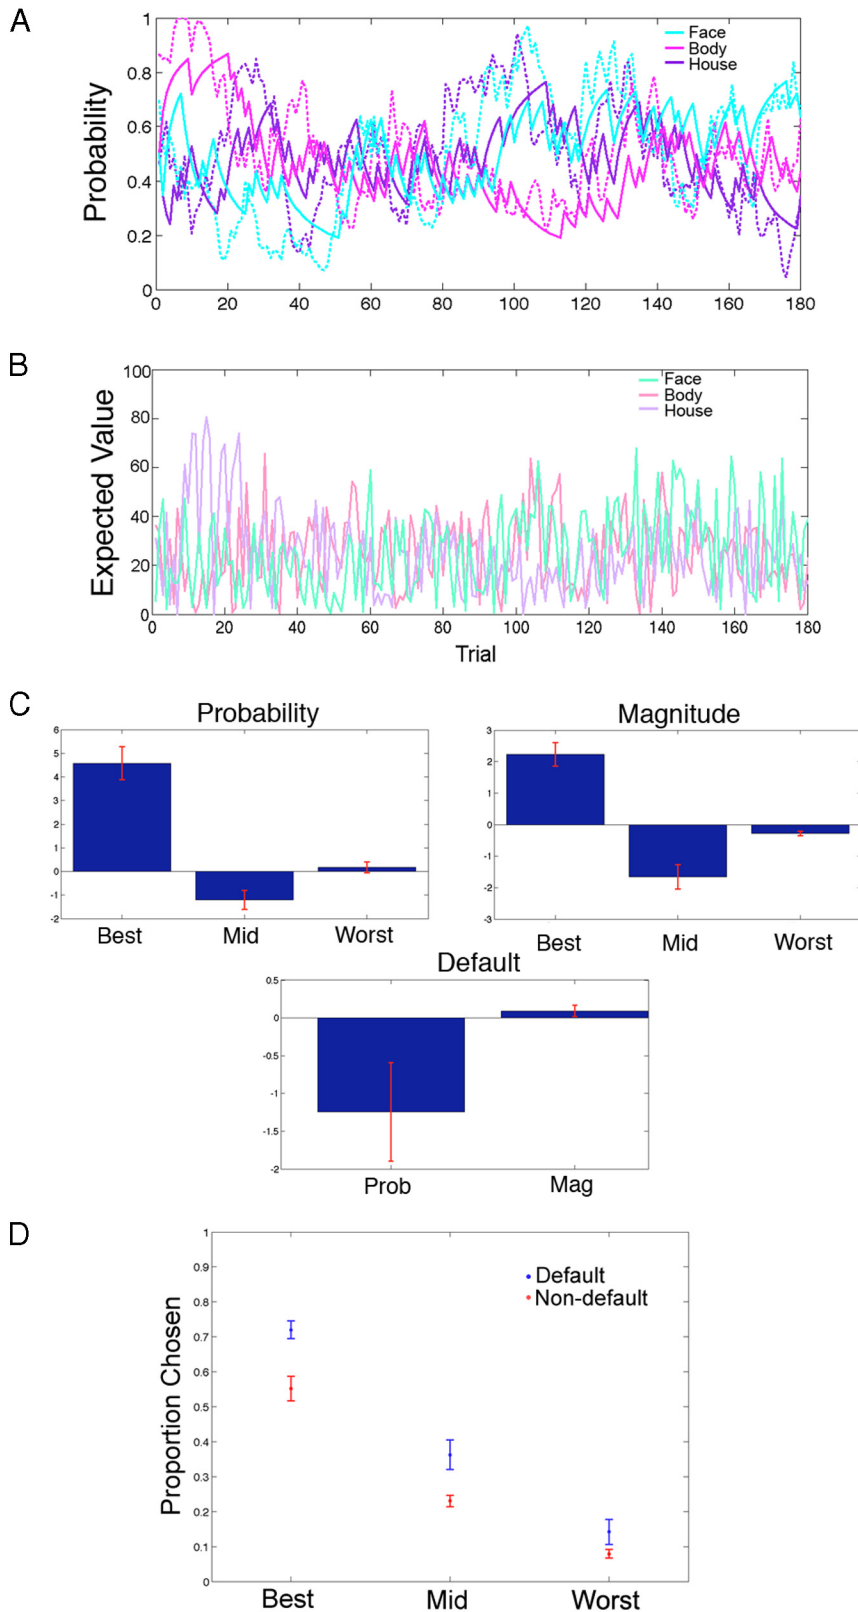 A
Probability
1
0.8
0.6
0.4
0.2
0
0 20 40 60 80 100 120 140 160 180
Face
Body
House
B
Expected Value
100
80
60
40
20
0
0 20 40 60 80 100 120 140 160 180
Trial
Face
Body
House
C
Probability
6
5
4
3
2
1
0
-1
-2
Best Mid Worst
Magnitude
3
2
1
0
-1
-2
-3
Best Mid Worst
Default
0.5
0
-0.5
-1
-1.5
-2
Prob Mag
D
Proportion Chosen
1
0.9
0.8
0.7
0.6
0.5
0.4
0.3
0.2
0.1
0
Default
Non-default
Best Mid Worst